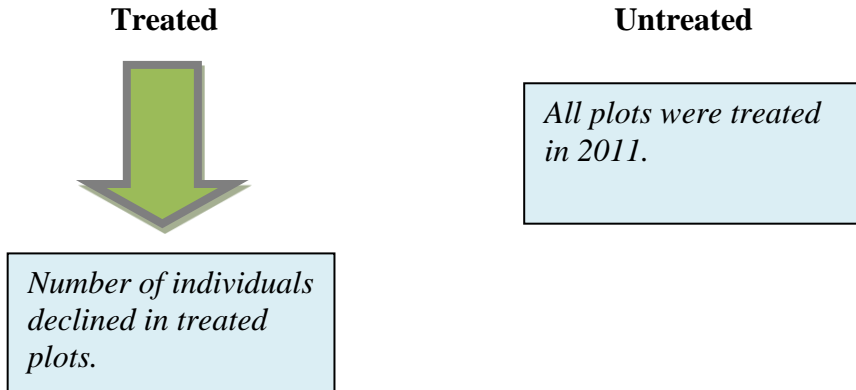 Treated
Untreated
All plots were treated
in 2011.
Number of individuals
declined in treated
plots.